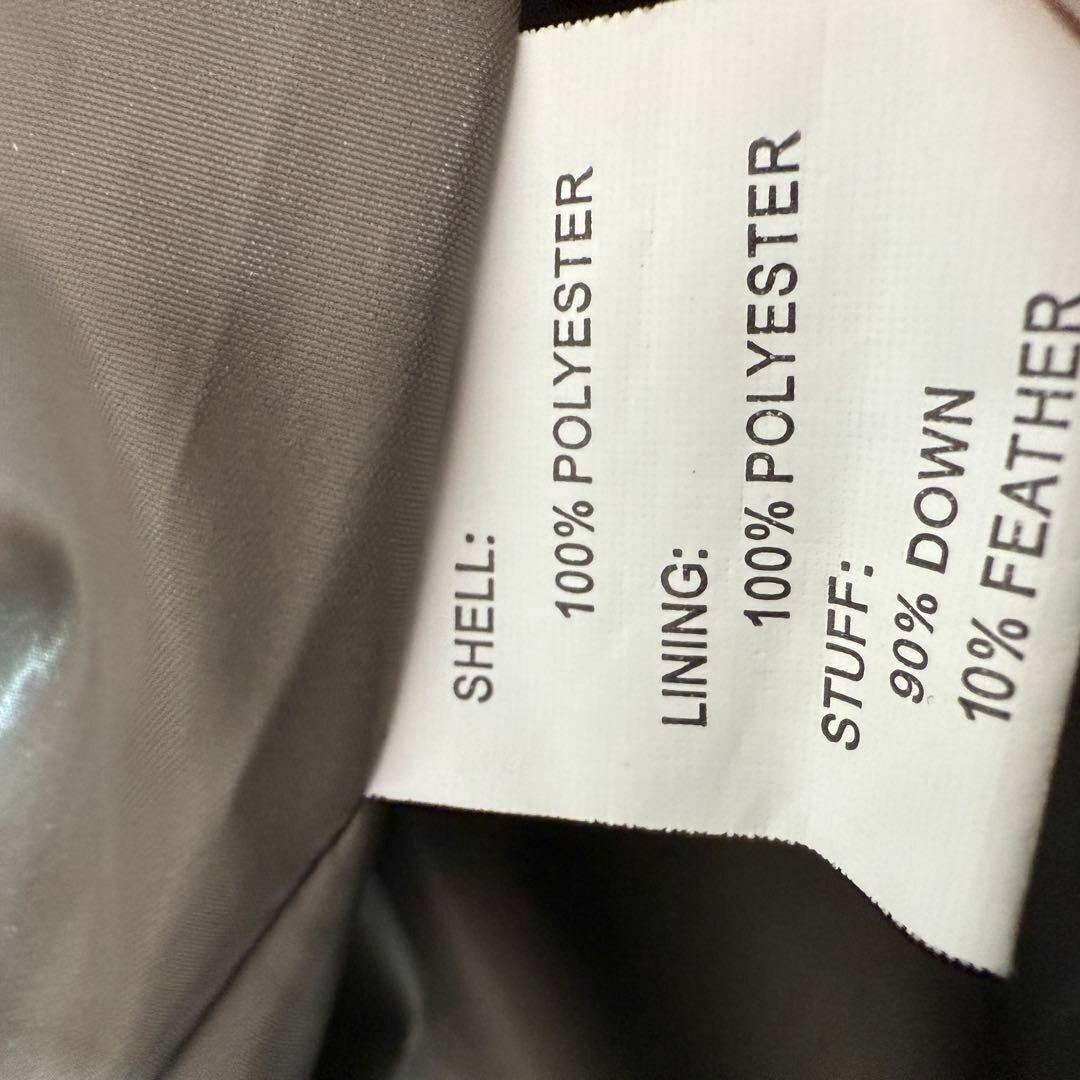 SHELL:
100% POLYESTER
LINING:
100% POLYESTER
STUFF:
90% DOWN
10% FEATHER